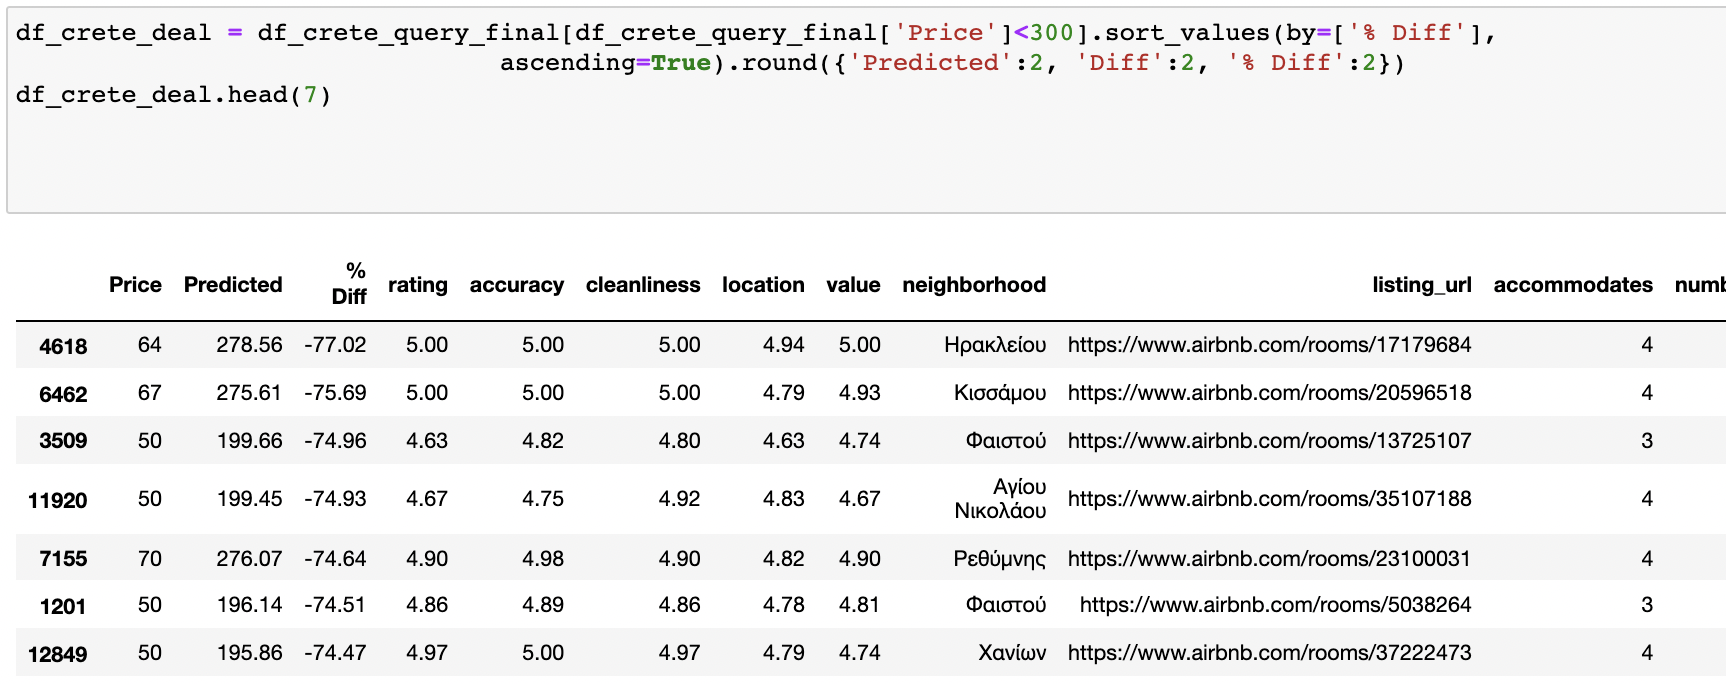 df_crete_deal = df_crete_query_final[df_crete_query_final['Price']<300].sort_values(by=['% Diff'],
ascending=True).round({'Predicted':2, 'Diff':2, '% Diff':2})
df_crete_deal.head(7)
Price Predicted % Diff rating accuracy cleanliness location value neighborhood listing_url accommodates numb
4618 64 278.56 -77.02 5.00 5.00 5.00 4.94 5.00 Ηρακλείου https://www.airbnb.com/rooms/17179684 4
6462 67 275.61 -75.69 5.00 5.00 5.00 4.79 4.93 Κισσάμου https://www.airbnb.com/rooms/20596518 4
3509 50 199.66 -74.96 4.63 4.82 4.80 4.63 4.74 Φαιστού https://www.airbnb.com/rooms/13725107 3
11920 50 199.45 -74.93 4.67 4.75 4.92 4.83 4.67 Αγίου Νικολάου https://www.airbnb.com/rooms/35107188 4
7155 70 276.07 -74.64 4.90 4.98 4.90 4.82 4.90 Ρεθύμνης https://www.airbnb.com/rooms/23100031 4
1201 50 196.14 -74.51 4.86 4.89 4.86 4.78 4.81 Φαιστού https://www.airbnb.com/rooms/5038264 3
12849 50 195.86 -74.47 4.97 5.00 4.97 4.79 4.74 Χανίων https://www.airbnb.com/rooms/37222473 4